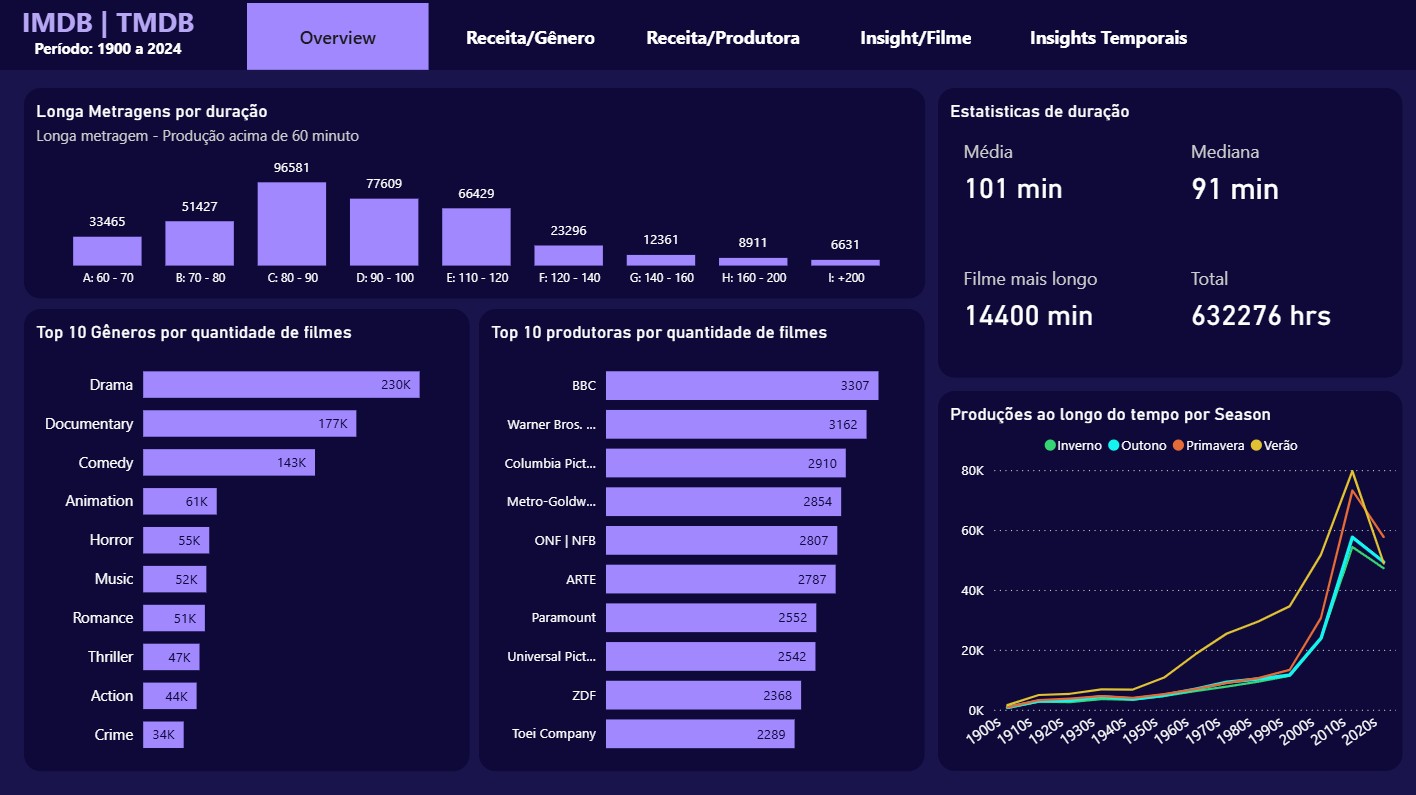 IMDB | TMDB
Período: 1900 a 2024
Overview
Receita/Gênero
Receita/Produtora
Insight/Filme
Insights Temporais
Longa Metragens por duração
Longa metragem - Produção acima de 60 minuto
33465
51427
96581
77609
66429
23296
12361
8911
6631
A: 60 - 70
B: 70 - 80
C: 80 - 90
D: 90 - 100
E: 110 - 120
F: 120 - 140
G: 140 - 160
H: 160 - 200
I: +200
Estatisticas de duração
Média
101 min
Mediana
91 min
Filme mais longo
14400 min
Total
632276 hrs
Top 10 Gêneros por quantidade de filmes
Drama 230K
Documentary 177K
Comedy 143K
Animation 61K
Horror 55K
Music 52K
Romance 51K
Thriller 47K
Action 44K
Crime 34K
Top 10 produtoras por quantidade de filmes
BBC 3307
Warner Bros. ... 3162
Columbia Pict... 2910
Metro-Goldw... 2854
ONF | NFB 2807
ARTE 2787
Paramount 2552
Universal Pict... 2542
ZDF 2368
Toei Company 2289
Produções ao longo do tempo por Season
Inverno Outono Primavera Verão
80K
60K
40K
20K
0K
1900s
1910s
1920s
1930s
1940s
1950s
1960s
1970s
1980s
1990s
2000s
2010s
2020s